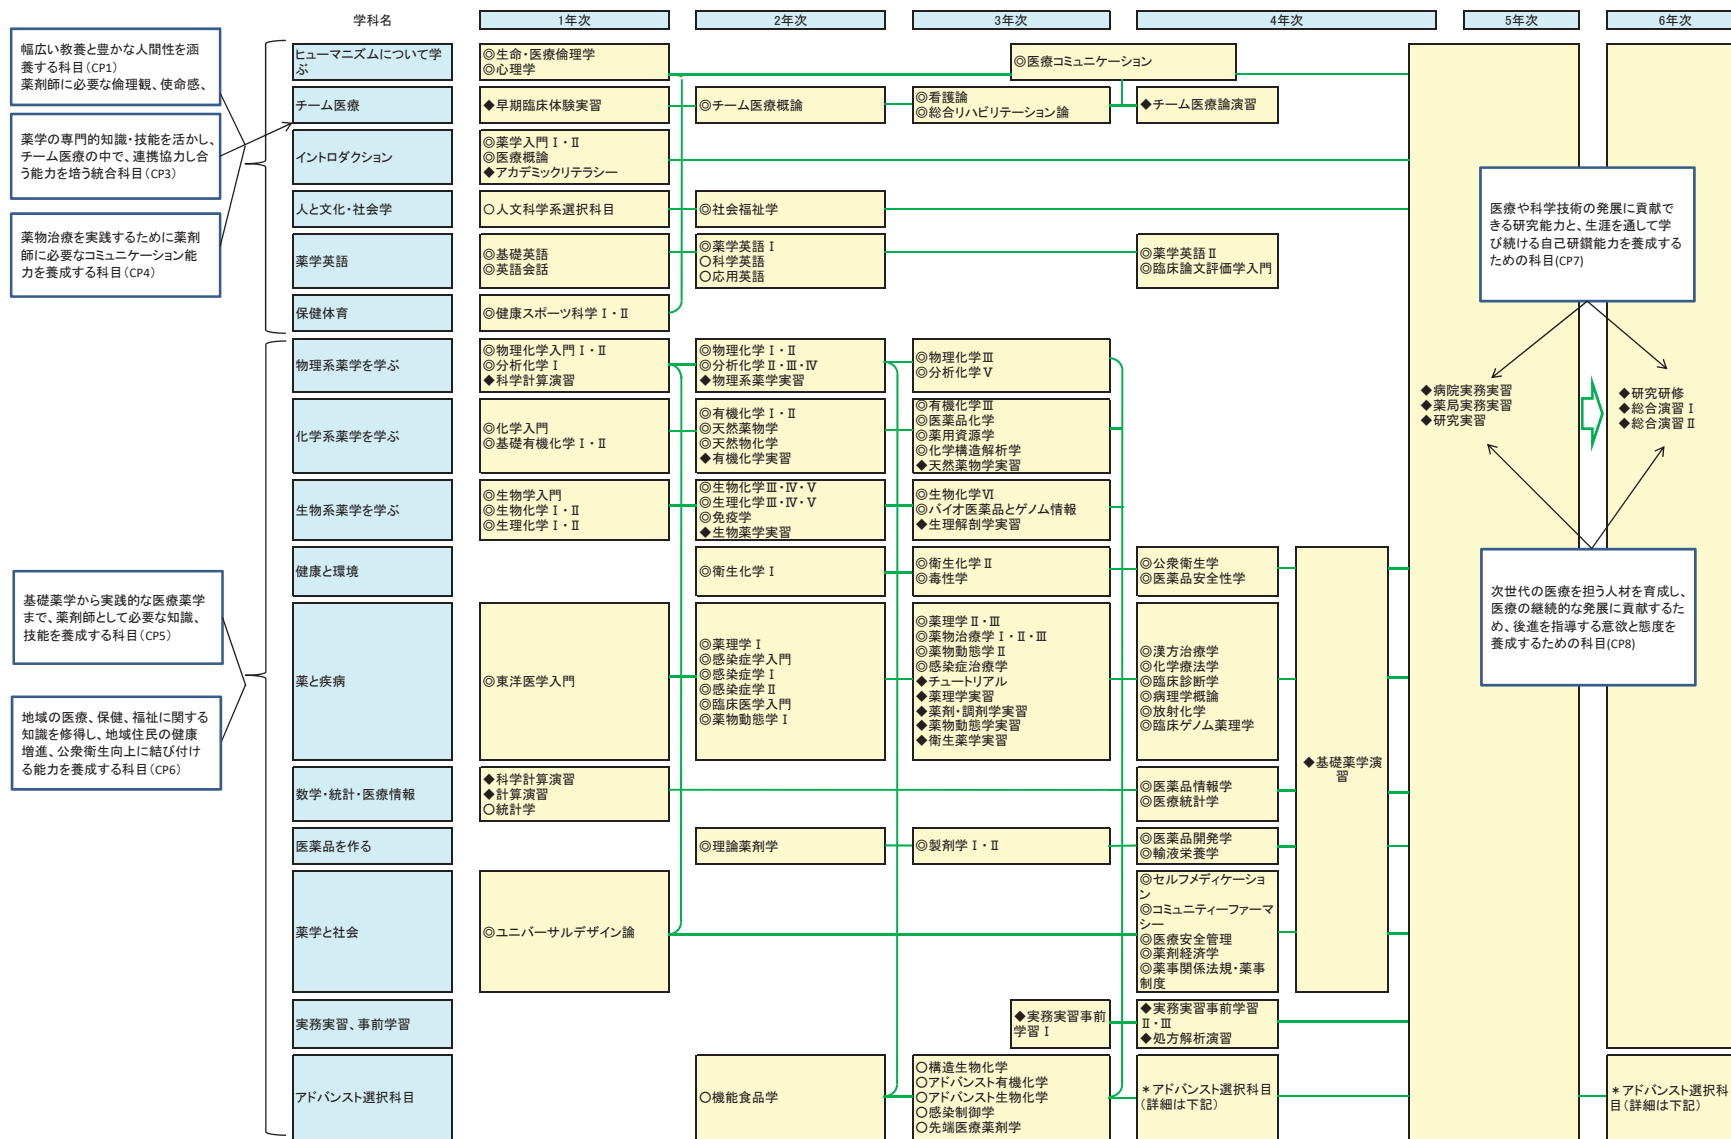 学科名
1年次
2年次
3年次
4年次
5年次
6年次
幅広い教養と豊かな人間性を涵
養する科目(CP1)
薬剤師に必要な倫理観、使命感、
薬学の専門的知識・技能を活かし、
チーム医療の中で、連携協力し合
う能力を培う統合科目(CP3)
薬物治療を実践するために薬剤
師に必要なコミュニケーション能
力を養成する科目(CP4)
基礎薬学から実践的な医療薬学
まで、薬剤師として必要な知識、
技能を養成する科目(CP5)
地域の医療、保健、福祉に関する
知識を修得し、地域住民の健康
増進、公衆衛生向上に結び付け
る能力を養成する科目(CP6)
ヒューマニズムについて学
ぶ
◎生命・医療倫理学
◎心理学
◎医療コミュニケーション
チーム医療
◆早期臨床体験実習
◎チーム医療概論
◎看護論
◎総合リハビリテーション論
◆チーム医療論演習
イントロダクション
◎薬学入門Ⅰ・Ⅱ
◎医療概論
◆アカデミックリテラシー
人と文化・社会学
○人文科学系選択科目
◎社会福祉学
薬学英語
◎基礎英語
◎英語会話
◎薬学英語Ⅰ
○科学英語
○応用英語
◎薬学英語Ⅱ
◎臨床論文評価学入門
保健体育
◎健康スポーツ科学Ⅰ・Ⅱ
物理系薬学を学ぶ
◎物理化学入門Ⅰ・Ⅱ
◎分析化学Ⅰ
◆科学計算演習
◎物理化学Ⅰ・Ⅱ
◎分析化学Ⅱ・Ⅲ・Ⅳ
◆物理系薬学実習
◎物理化学Ⅲ
◎分析化学Ⅴ
化学系薬学を学ぶ
◎化学入門
◎基礎有機化学Ⅰ・Ⅱ
◎有機化学Ⅰ・Ⅱ
◎天然薬物学
◎天然物化学
◆有機化学実習
◎有機化学Ⅲ
◎医薬品化学
◎薬用資源学
◎化学構造解析学
◆天然薬物学実習
生物系薬学を学ぶ
◎生物学入門
◎生物化学Ⅰ・Ⅱ
◎生理化学Ⅰ・Ⅱ
◎生物化学Ⅲ・Ⅳ・Ⅴ
◎生理化学Ⅲ・Ⅳ・Ⅴ
◎免疫学
◆生物薬学実習
◎生物化学Ⅵ
◎バイオ医薬品とゲノム情報
◆生理解剖学実習
健康と環境
◎衛生化学Ⅰ
◎衛生化学Ⅱ
◎毒性学
◎公衆衛生学
◎医薬品安全性学
薬と疾病
◎東洋医学入門
◎薬理学Ⅰ
◎感染症学入門
◎感染症学Ⅰ
◎感染症学Ⅱ
◎臨床医学入門
◎薬物動態学Ⅰ
◎薬理学Ⅱ・Ⅲ
◎薬物治療学Ⅰ・Ⅱ・Ⅲ
◎薬物動態学Ⅱ
◎感染症治療学
◆チュートリアル
◆薬理学実習
◆薬剤・調剤学実習
◆薬物動態学実習
◆衛生薬学実習
◎漢方治療学
◎化学療法学
◎臨床診断学
◎病理学概論
◎放射化学
◎臨床ゲノム薬理学
◆基礎薬学演
習
数学・統計・医療情報
◆科学計算演習
◆計算演習
○統計学
◎医薬品情報学
◎医療統計学
医薬品を作る
◎理論薬剤学
◎製剤学Ⅰ・Ⅱ
◎医薬品開発学
◎輸液栄養学
薬学と社会
◎ユニバーサルデザイン論
◎セルフメディケーショ
ン
◎コミュニティーファーマ
シー
◎医療安全管理
◎薬剤経済学
◎薬事関係法規・薬事
制度
実務実習、事前学習
◆実務実習事前
学習Ⅰ
◆実務実習事前学習
Ⅱ・Ⅲ
◆処方解析演習
アドバンスト選択科目
○機能食品学
○構造生物化学
○アドバンスト有機化学
○アドバンスト生物化学
○感染制御学
○先端医療薬剤学
＊アドバンスト選択科目
(詳細は下記)
医療や科学技術の発展に貢献で
きる研究能力と、生涯を通して学
び続ける自己研鑽能力を養成する
ための科目(CP7)
◆病院実務実習
◆薬局実務実習
◆研究実習
◆研究研修
◆総合演習Ⅰ
◆総合演習Ⅱ
次世代の医療を担う人材を育成し、
医療の継続的な発展に貢献するた
め、後進を指導する意欲と態度を
養成するための科目(CP8)
＊アドバンスト選択科
目(詳細は下記)